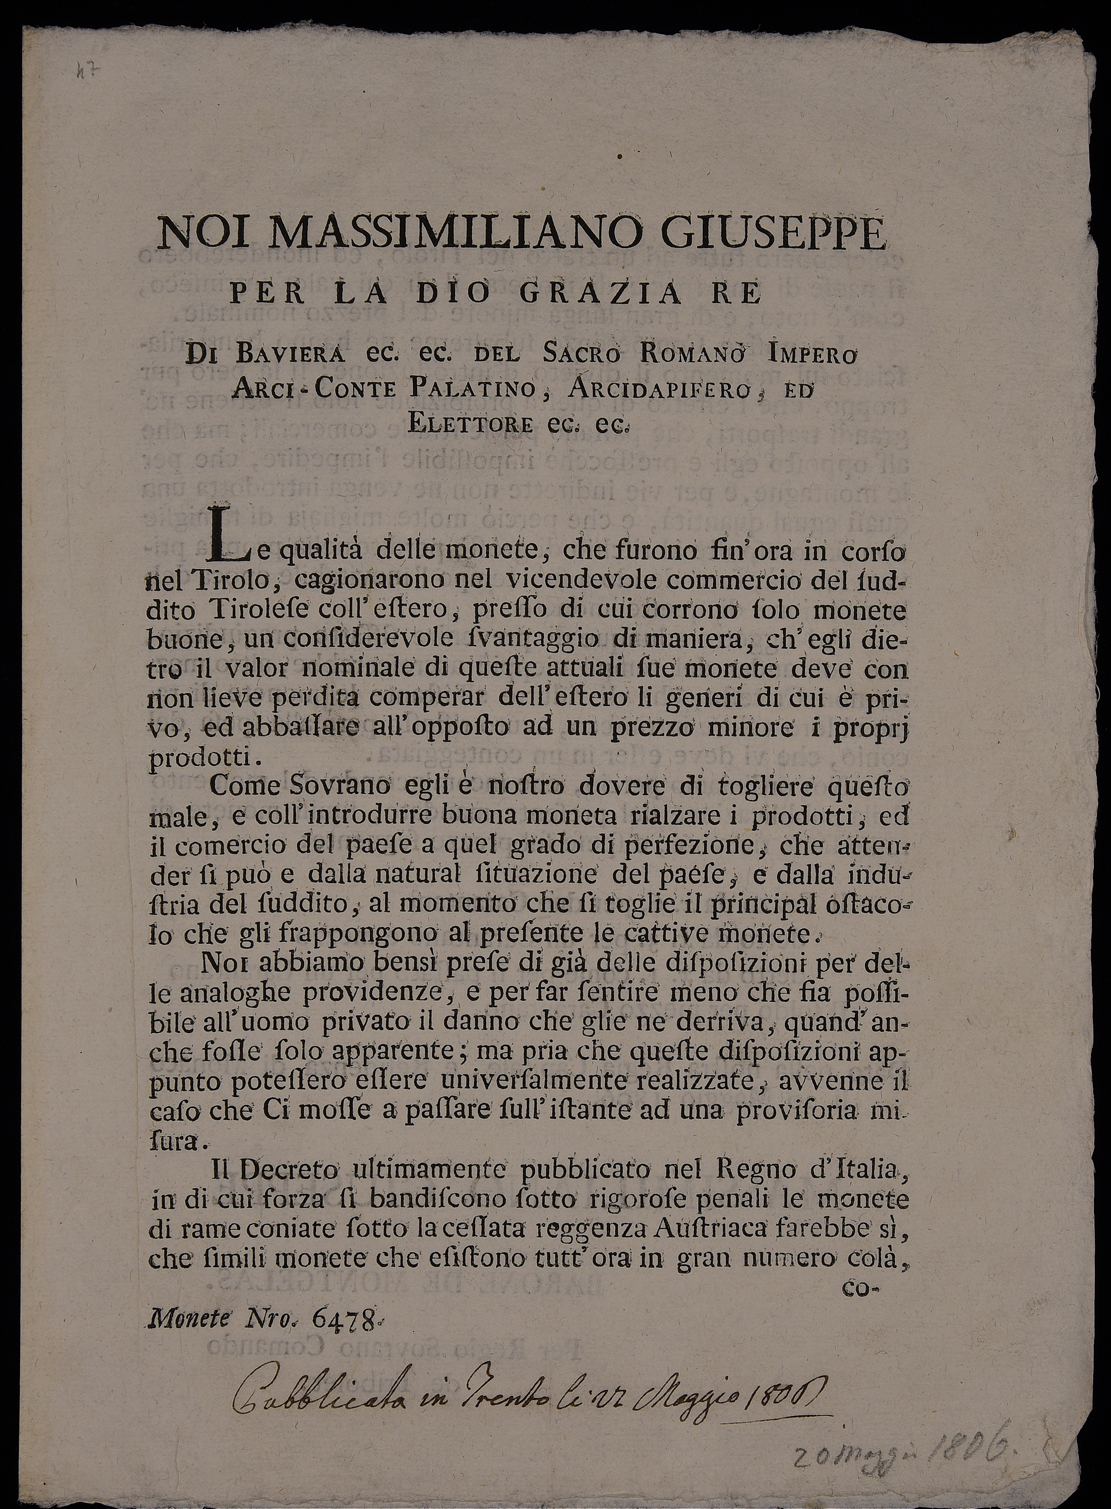 47
NOI MASSIMILIANO GIUSEPPE
PER LA DIO GRAZIA RE
DI BAVIERA ec. ec. DEL SACRO ROMANO IMPERO
ARCI-CONTE PALATINO, ARCIDAPIFERO, ED
ELETTORE ec. ec.
Le qualità delle monete, che furono fin'ora in corſo
nel Tirolo, cagionarono nel vicendevole commercio del ſud-
dito Tiroleſe coll'eſtero, preſſo di cui corrono ſolo monete
buone, un conſiderevole ſvantaggio di maniera, ch'egli die-
tro il valor nominale di queſte attuali ſue monete deve con
non lieve perdita comperar dell'eſtero li generi di cui è pri-
vo, ed abbaſſare all'oppoſto ad un prezzo minore i proprj
prodotti.
Come Sovrano egli è noſtro dovere di togliere queſto
male, e coll'introdurre buona moneta rialzare i prodotti, ed
il comercio del paeſe a quel grado di perfezione, che atten-
der ſi può e dalla natural ſituazione del paéſe, e dalla indu-
ſtria del ſuddito, al momento che ſi toglie il principal oſtaco-
lo che gli frappongono al preſente le cattive monete.
NOI abbiamo bensì preſe di già delle diſpoſizioni per del-
le analoghe providenze, e per far ſentire meno che ſia poſſi-
bile all'uomo privato il danno che glie ne derriva, quand'an-
che foſſe ſolo apparente; ma pria che queſte diſpoſizioni ap-
punto poteſſero eſſere univerſalmente realizzate, avvenne il
caſo che Ci moſſe a paſſare ſull'iſtante ad una proviſoria mi-
ſura.
Il Decreto ultimamente pubblicato nel Regno d'Italia,
in di cui forza ſi bandiſcono ſotto rigoroſe penali le monete
di rame coniate ſotto la ceſſata reggenza Auſtriaca farebbe sì,
che ſimili monete che eſiſtono tutt'ora in gran numero colà,
co-
Monete Nro. 6478.
Pubblicata in Trento li 22 Maggio 1806
20 Maggio 1806.